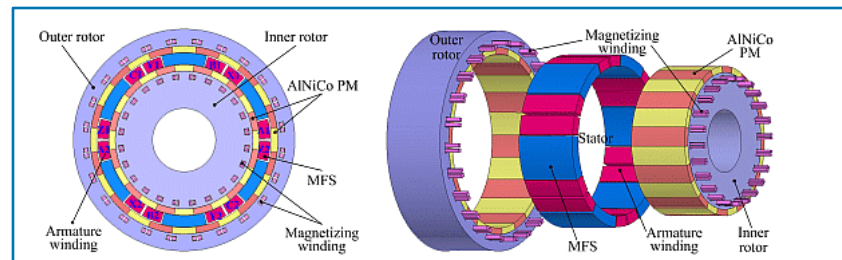 Outer rotor
Inner rotor
AlNiCo PM
MFS
Magnetizing
winding
Armature
winding
A1
Outer
rotor
Magnetizing
winding
AlNiCo PM
Stator
MFS
Armature
winding
Inner
rotor